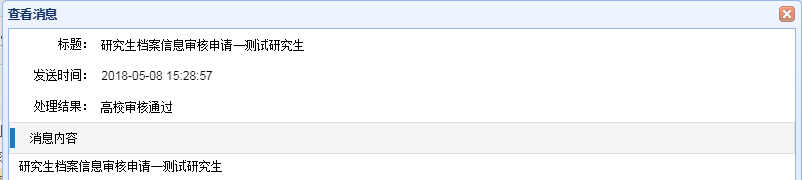 查看消息
标题： 研究生档案信息审核申请—测试研究生
发送时间： 2018-05-08 15:28:57
处理结果： 高校审核通过
消息内容
研究生档案信息审核申请—测试研究生